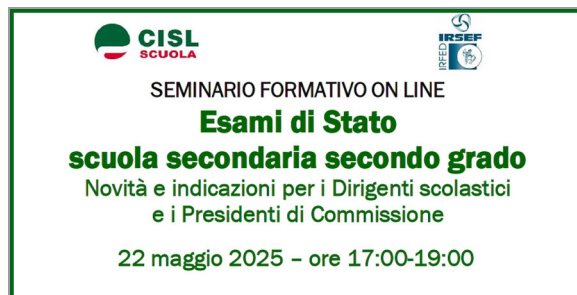 CISL
SCUOLA
IRSEF
IRFED
SEMINARIO FORMATIVO ON LINE
Esami di Stato
scuola secondaria secondo grado
Novità e indicazioni per i Dirigenti scolastici
e i Presidenti di Commissione
22 maggio 2025 – ore 17:00-19:00